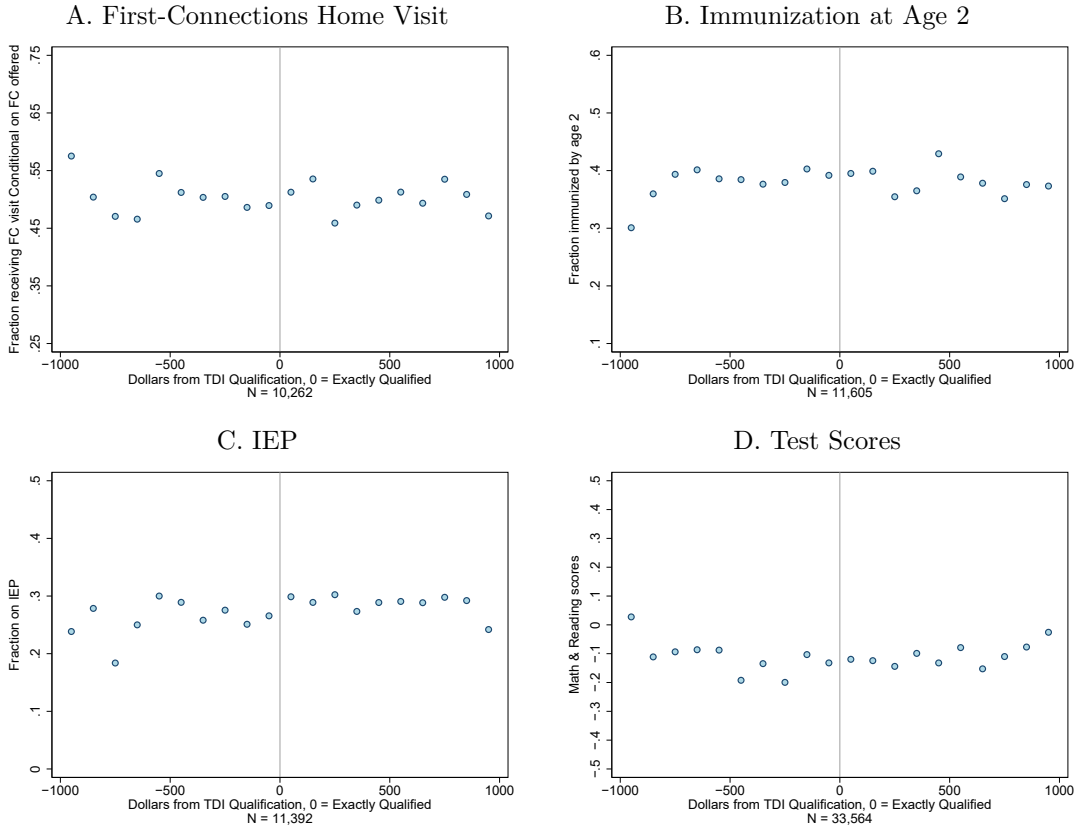 A. First-Connections Home Visit
Fraction receiving FC visit Conditional on FC offered
.75
.65
.55
.45
.35
.25
−1000 −500 0 500 1000
Dollars from TDI Qualification, 0 = Exactly Qualified
N = 10,262
B. Immunization at Age 2
Fraction immunized by age 2
.6
.5
.4
.3
.2
.1
−1000 −500 0 500 1000
Dollars from TDI Qualification, 0 = Exactly Qualified
N = 11,605
C. IEP
Fraction on IEP
.5
.4
.3
.2
.1
0
−1000 −500 0 500 1000
Dollars from TDI Qualification, 0 = Exactly Qualified
N = 11,392
D. Test Scores
Math & Reading scores
.5
.4
.3
.2
.1
0
−.1
−.2
−.3
−.4
−.5
−1000 −500 0 500 1000
Dollars from TDI Qualification, 0 = Exactly Qualified
N = 33,564